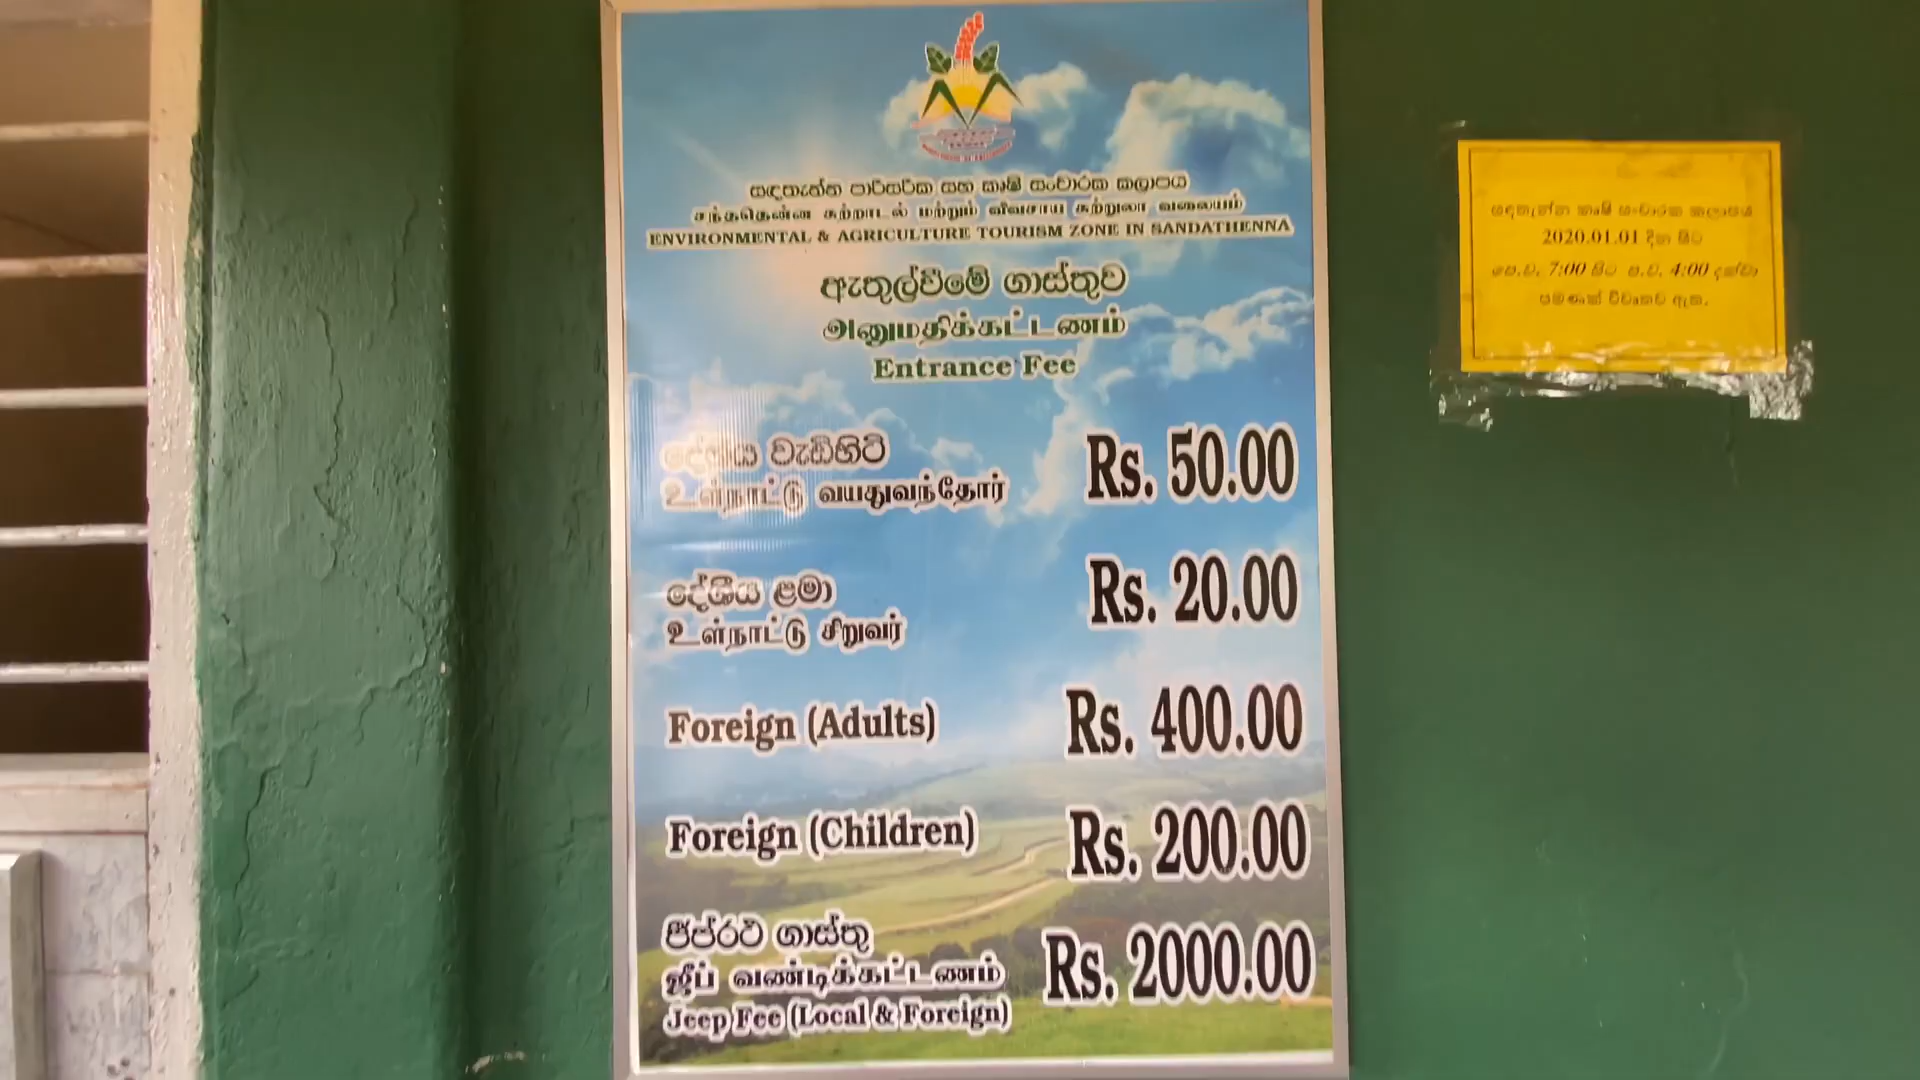 සඳතැන්න පාරිසරික සහ කෘෂි සංචාරක කලාපය
சந்ததென்ன சுற்றாடல் மற்றும் விவசாய சுற்றுலா வலையம்
ENVIRONMENTAL & AGRICULTURE TOURISM ZONE IN SANDATHENNA
ඇතුල්වීමේ ගාස්තුව
அனுமதிக்கட்டணம்
Entrance Fee
දේශීය වැඩිහිටි
உள்நாட்டு வயதுவந்தோர்
Rs. 50.00
දේශීය ළමා
உள்நாட்டு சிறுவர்
Rs. 20.00
Foreign (Adults)
Rs. 400.00
Foreign (Children)
Rs. 200.00
ජීප්රථ ගාස්තු
ஜீப் வண்டிக்கட்டணம்
Jeep Fee (Local & Foreign)
Rs. 2000.00
සඳතැන්න කෘෂි සංචාරක කලාපය
2020.01.01 දින සිට
පෙ.ව. 7:00 සිට ප.ව. 4:00 දක්වා
පමණක් විවෘතව ඇත.